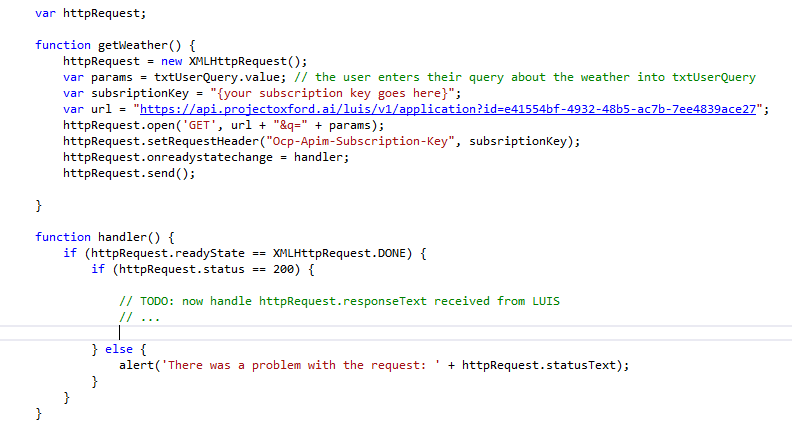 var httpRequest;
function getWeather() {
httpRequest = new XMLHttpRequest();
var params = txtUserQuery.value; // the user enters their query about the weather into txtUserQuery
var subsriptionKey = "{your subscription key goes here}";
var url = "https://api.projectoxford.ai/luis/v1/application?id=e41554bf-4932-48b5-ac7b-7ee4839ace27";
httpRequest.open('GET', url + "&q=" + params);
httpRequest.setRequestHeader("Ocp-Apim-Subscription-Key", subsriptionKey);
httpRequest.onreadystatechange = handler;
httpRequest.send();
}
function handler() {
if (httpRequest.readyState == XMLHttpRequest.DONE) {
if (httpRequest.status == 200) {
// TODO: now handle httpRequest.responseText received from LUIS
// ...
} else {
alert('There was a problem with the request: ' + httpRequest.statusText);
}
}
}